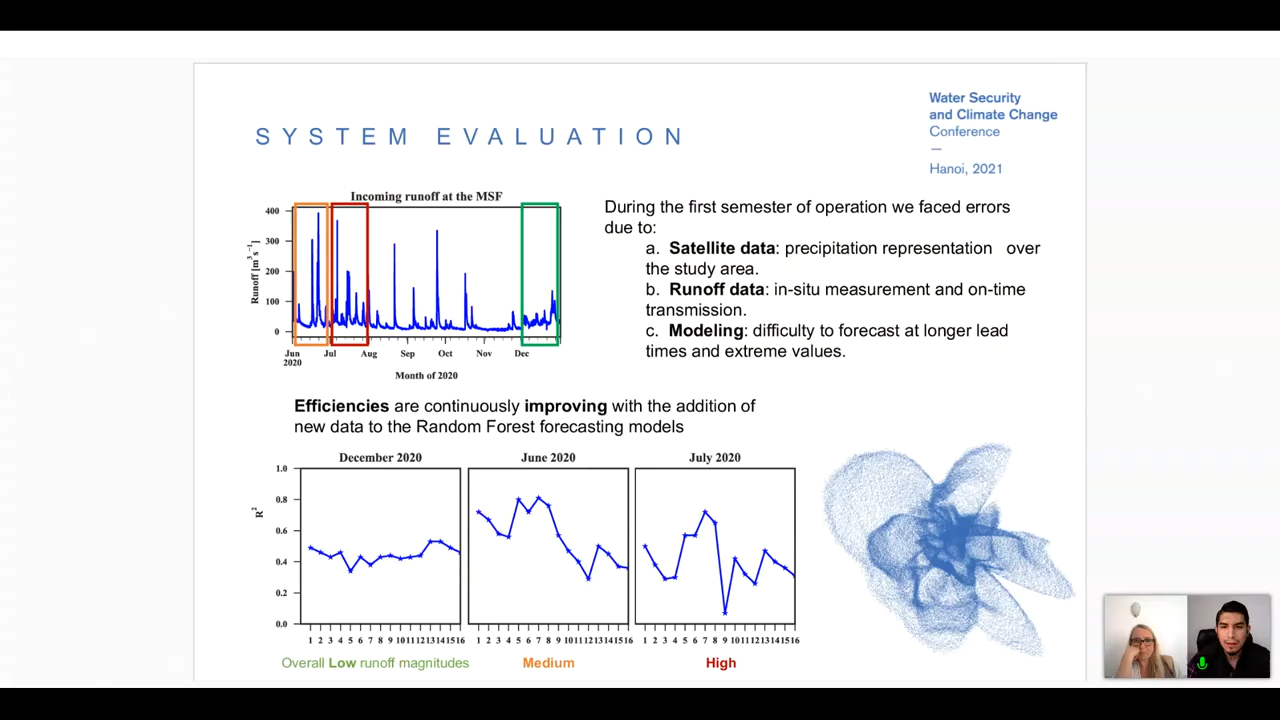 Water Security
and Climate Change
Conference
—
Hanoi, 2021
SYSTEM EVALUATION
Incoming runoff at the MSF
400
300
200
100
0
Runoff [m³ s⁻¹]
Jun Jul Aug Sep Oct Nov Dec
2020
Month of 2020
During the first semester of operation we faced errors
due to:
a. Satellite data: precipitation representation over
the study area.
b. Runoff data: in-situ measurement and on-time
transmission.
c. Modeling: difficulty to forecast at longer lead
times and extreme values.
Efficiencies are continuously improving with the addition of
new data to the Random Forest forecasting models
December 2020 June 2020 July 2020
1.0
0.8
0.6
0.4
0.2
0.0
R²
1 2 3 4 5 6 7 8 9 10 11 12 13 14 15 16 1 2 3 4 5 6 7 8 9 10 11 12 13 14 15 16 1 2 3 4 5 6 7 8 9 10 11 12 13 14 15 16
Overall Low runoff magnitudes Medium High